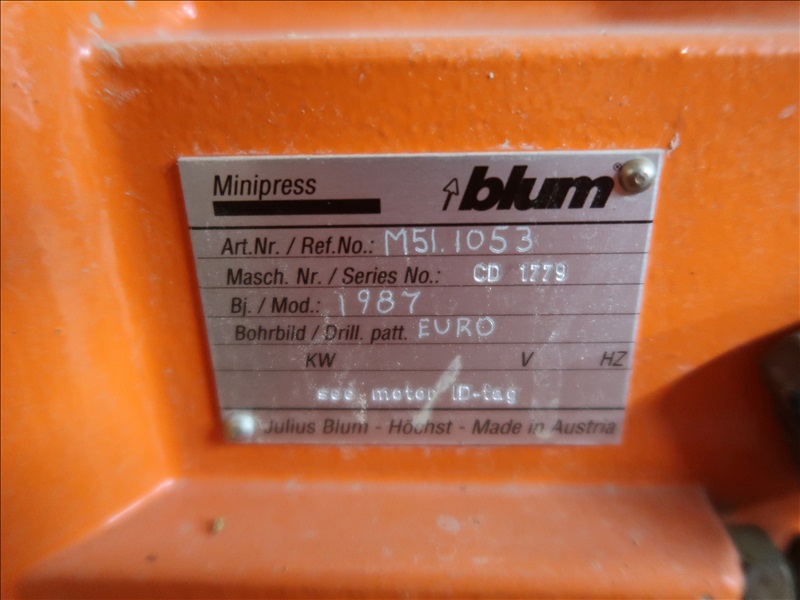 Minipress blum®
Art.Nr. / Ref.No.: M51.1053
Masch. Nr. / Series No.: CD 1779
Bj. / Mod.: 1987
Bohrbild / Drill. patt. EURO
KW V HZ
see motor ID-tag
Julius Blum - Höchst - Made in Austria